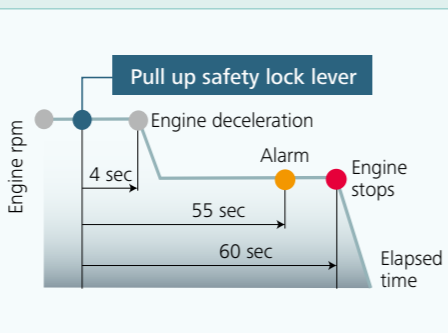 Pull up safety lock lever
Engine rpm
Engine deceleration
4 sec
Alarm
Engine
stops
55 sec
60 sec
Elapsed
time